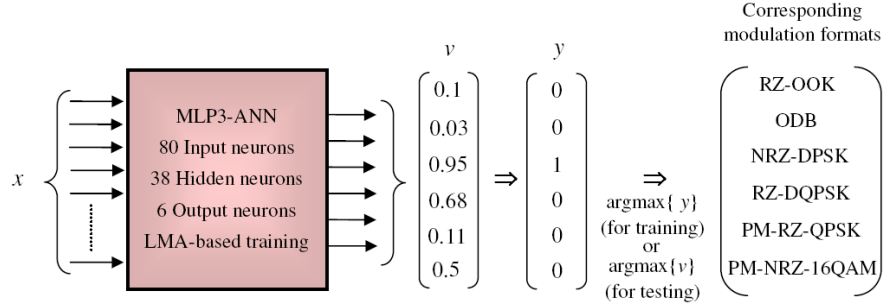 Corresponding
modulation formats
x
MLP3-ANN
80 Input neurons
38 Hidden neurons
6 Output neurons
LMA-based training
v
0.1
0.03
0.95
0.68
0.11
0.5
⇒
y
0
0
1
0
0
0
⇒
argmax{ y}
(for training)
or
argmax{v}
(for testing)
RZ-OOK
ODB
NRZ-DPSK
RZ-DQPSK
PM-RZ-QPSK
PM-NRZ-16QAM